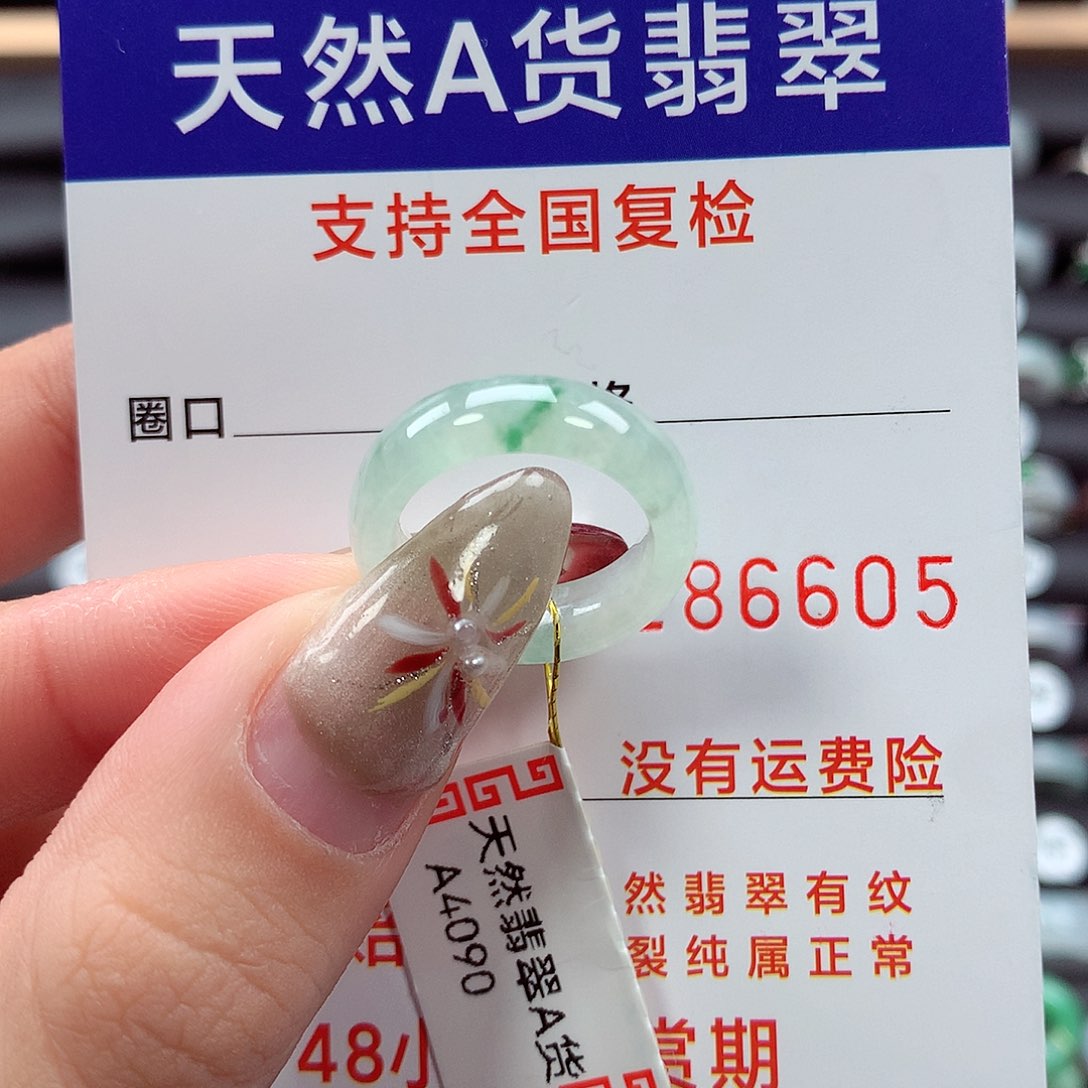 天然A货翡翠
支持全国复检
圈口
86605
没有运费险
然翡翠有纹
裂纯属正常
48小
赏期
天然翡翠A货
A4090